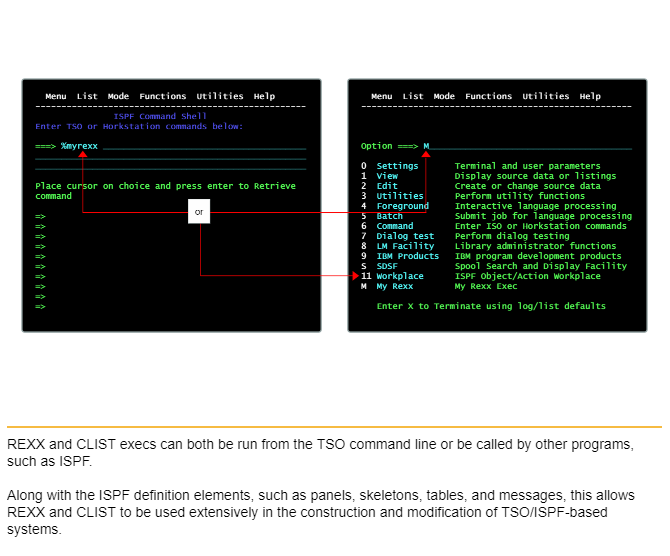 Menu List Mode Functions Utilities Help
ISPF Command Shell
Enter TSO or Workstation commands below:
===> %myrexx
Place cursor on choice and press enter to Retrieve
command
=>
=>
=>
=>
=>
=>
=>
=>
=>
=>
or
Menu List Mode Functions Utilities Help
Option ===> M
0 Settings Terminal and user parameters
1 View Display source data or listings
2 Edit Create or change source data
3 Utilities Perform utility functions
4 Foreground Interactive language processing
5 Batch Submit job for language processing
6 Command Enter ISO or Workstation commands
7 Dialog test Perform dialog testing
8 LM Facility Library administrator functions
9 IBM Products IBM program development products
S SDSF Spool Search and Display Facility
11 Workplace ISPF Object/Action Workplace
M My Rexx My Rexx Exec
Enter X to Terminate using log/list defaults
REXX and CLIST execs can both be run from the TSO command line or be called by other programs,
such as ISPF.
Along with the ISPF definition elements, such as panels, skeletons, tables, and messages, this allows
REXX and CLIST to be used extensively in the construction and modification of TSO/ISPF-based
systems.